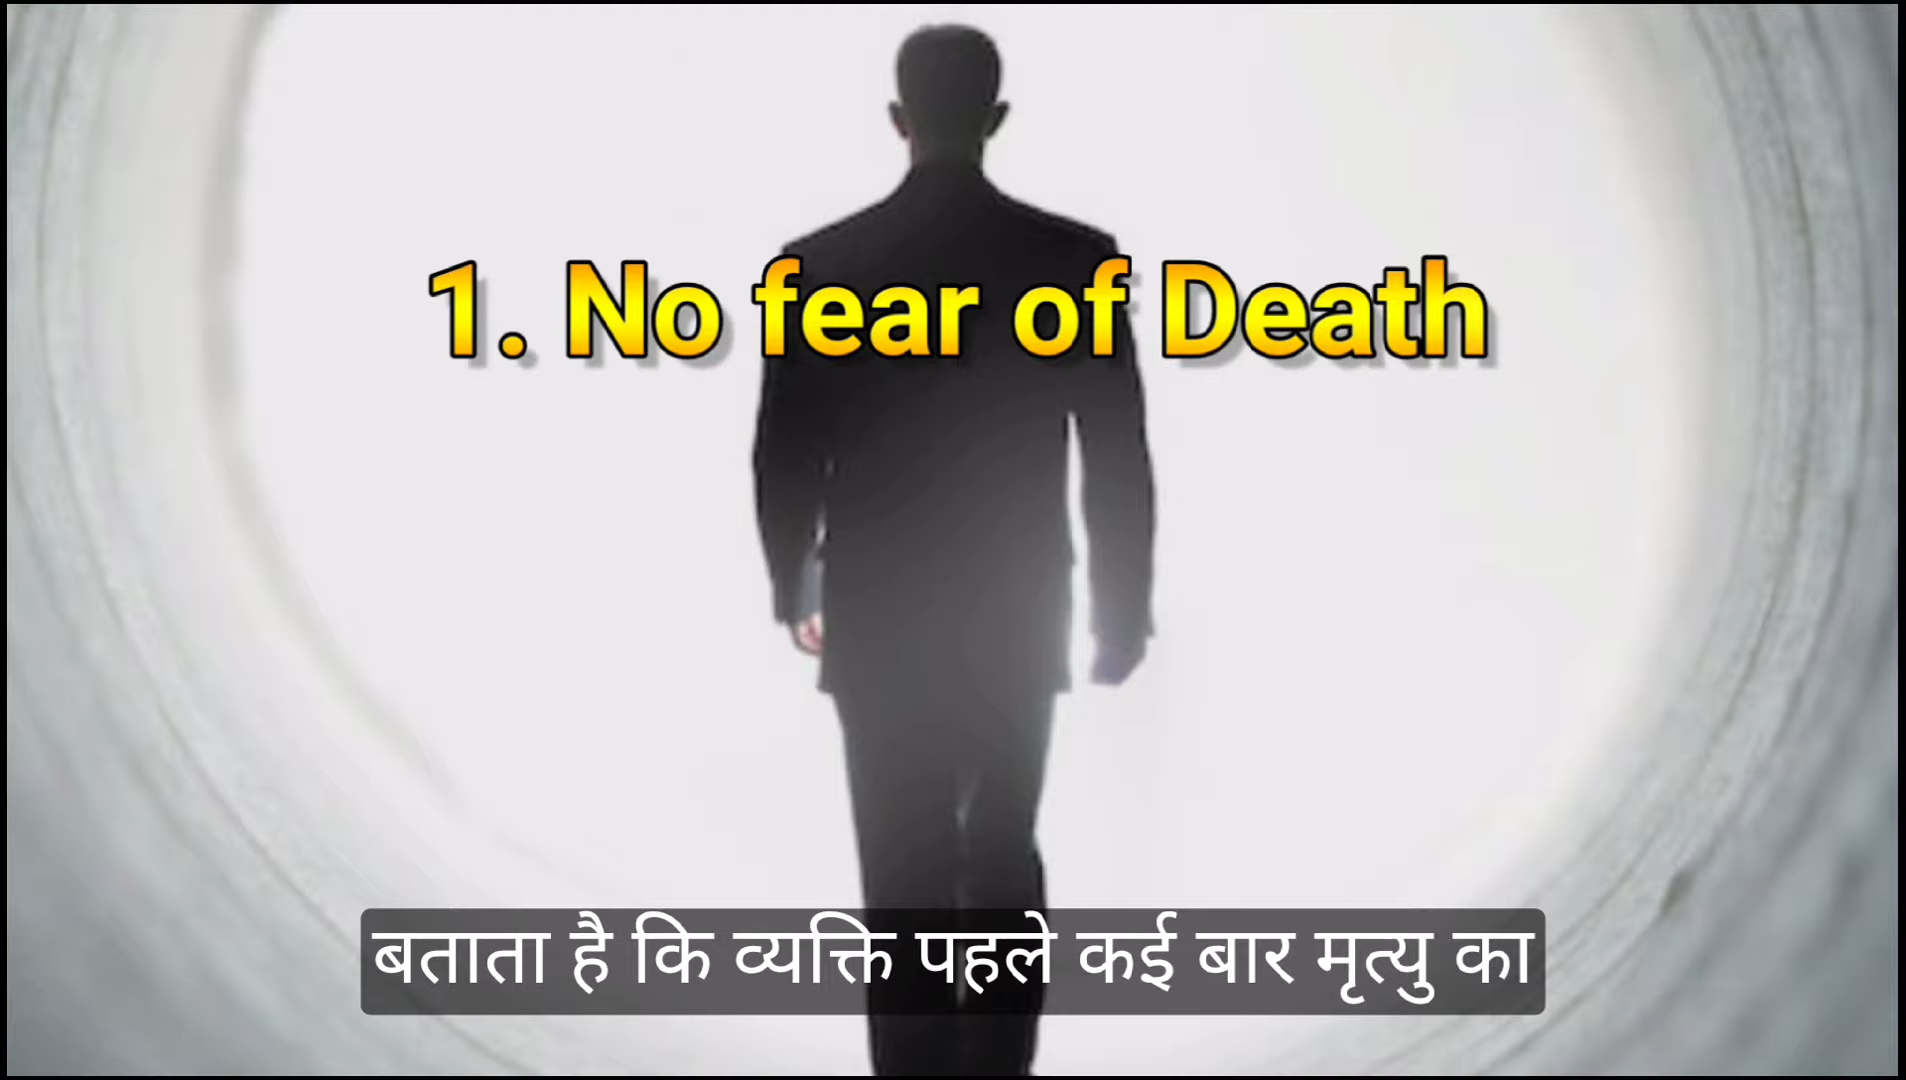 1. No fear of Death
बताता है कि व्यक्ति पहले कई बार मृत्यु का